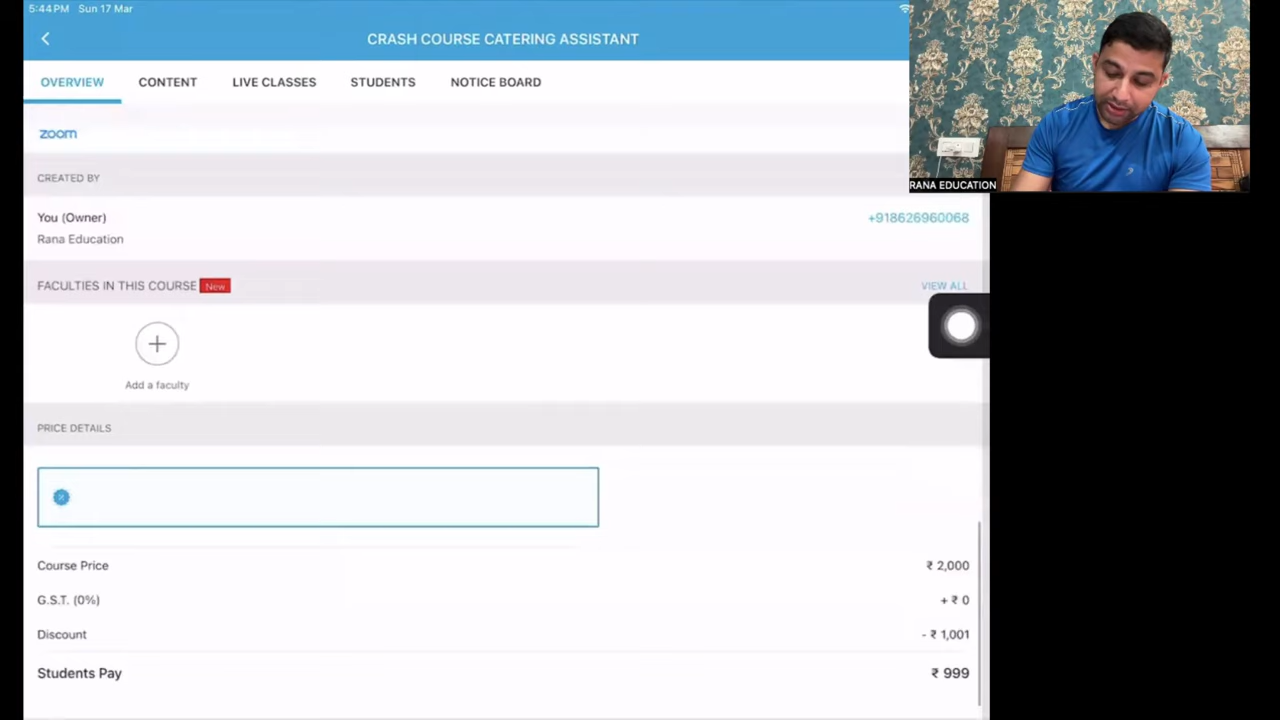 5:44 PM Sun 17 Mar
CRASH COURSE CATERING ASSISTANT
OVERVIEW CONTENT LIVE CLASSES STUDENTS NOTICE BOARD
zoom
RANA EDUCATION
CREATED BY
You (Owner) +918626960068
Rana Education
FACULTIES IN THIS COURSE New VIEW ALL
Add a faculty
PRICE DETAILS
Course Price ₹ 2,000
G.S.T. (0%) + ₹ 0
Discount - ₹ 1,001
Students Pay ₹ 999